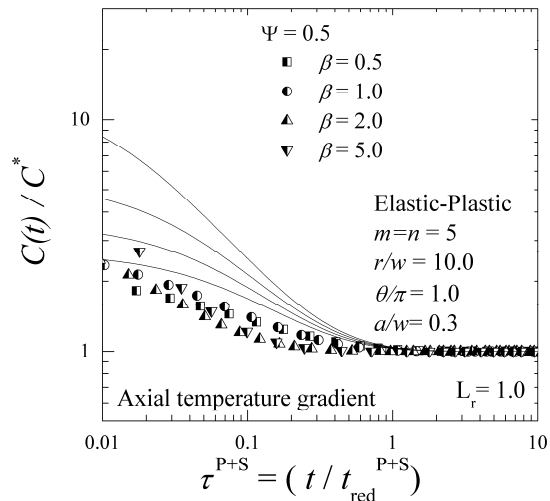 Ψ = 0.5
β = 0.5
β = 1.0
β = 2.0
β = 5.0
10
C(t) / C*
Elastic-Plastic
m=n = 5
r/w = 10.0
θ/π = 1.0
a/w = 0.3
1
Axial temperature gradient
L_r = 1.0
0.01 0.1 1 10
τ^P+S = ( t / t_red^P+S )